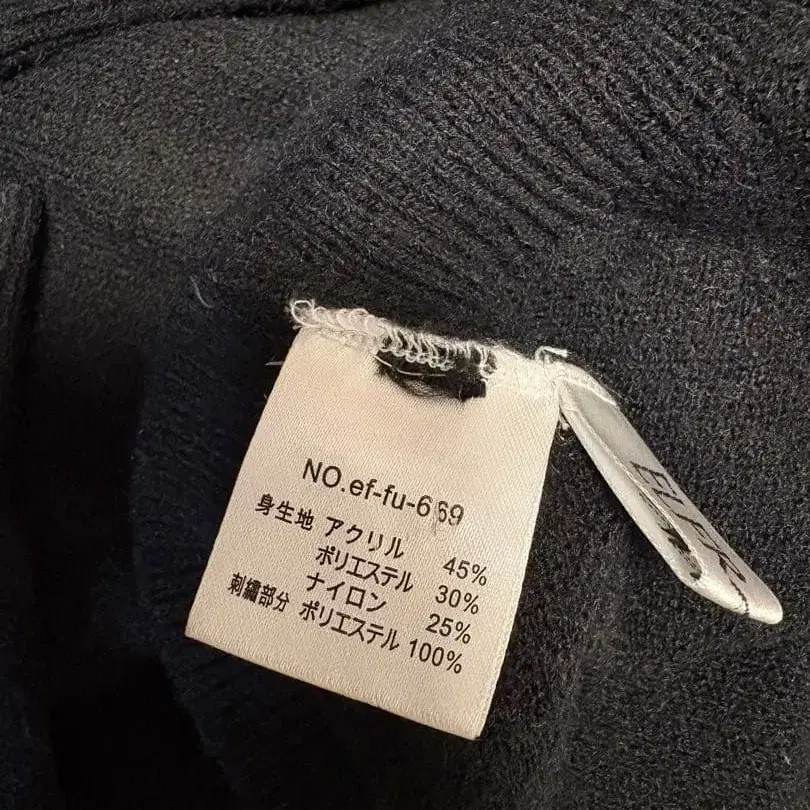 NO.ef-fu-669
身生地 アクリル 45%
ポリエステル 30%
ナイロン 25%
刺繍部分 ポリエステル 100%